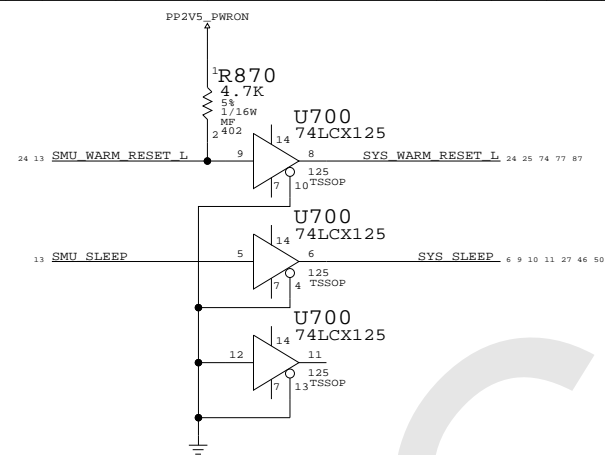 PP2V5_PWRON
1 R870
4.7K
5%
1/16W
MF
2 402
U700
74LCX125
14
24 13 SMU_WARM_RESET_L 9 8 SYS_WARM_RESET_L 24 25 74 77 87
125
7 10 TSSOP
U700
74LCX125
14
13 SMU_SLEEP 5 6 SYS_SLEEP 6 9 10 11 27 46 50
125
7 4 TSSOP
U700
74LCX125
14
12 11
125
7 13 TSSOP